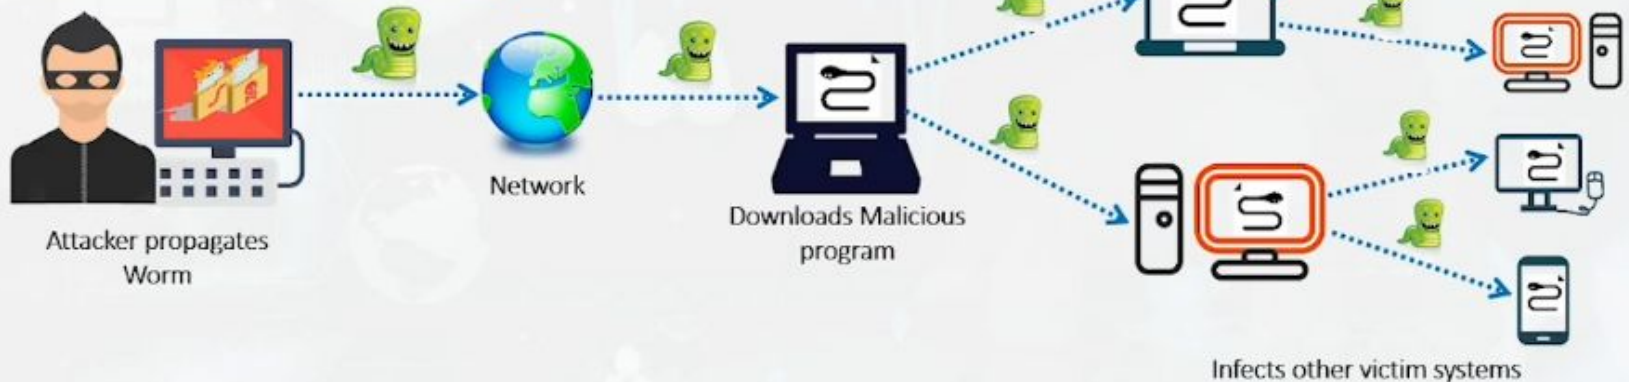 Network
Downloads Malicious
program
Attacker propagates
Worm
Infects other victim systems